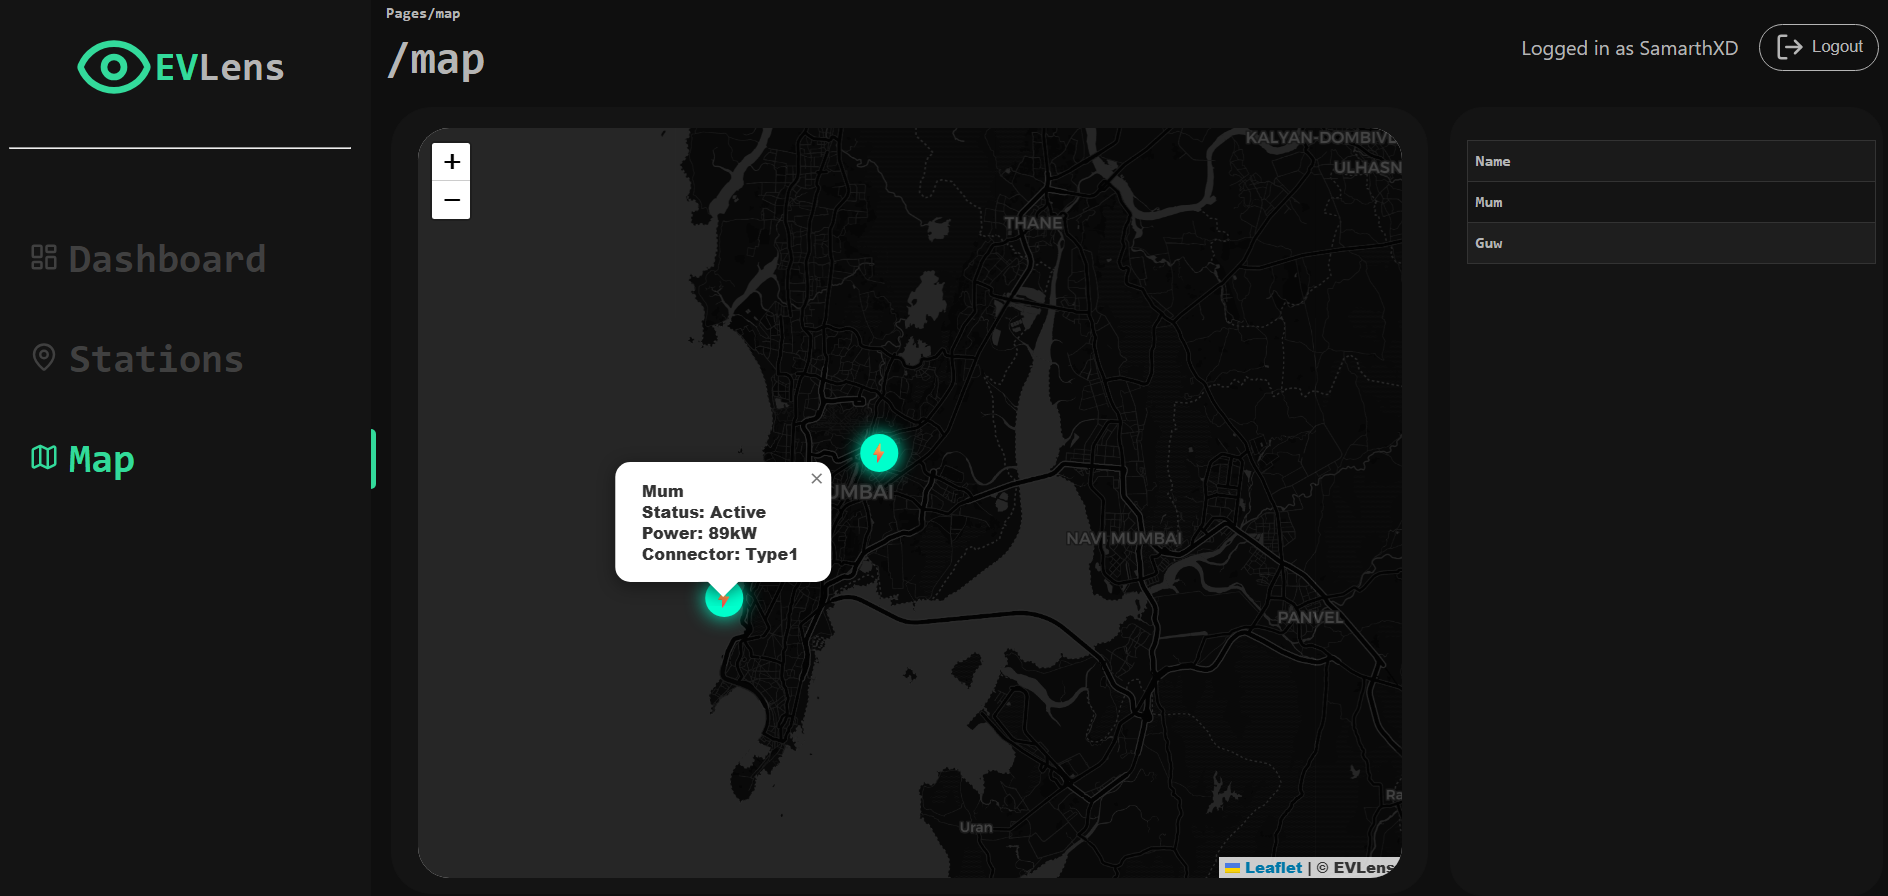 EVLens
Dashboard
Stations
Map
Pages/map
/map
Logged in as SamarthXD
Logout
+
−
KALYAN-DOMBIVL
ULHASN
THANE
UMBAI
Mum
Status: Active
Power: 89kW
Connector: Type1
×
NAVI MUMBAI
PANVEL
Ra
Uran
Leaflet | © EVLens
Name
Mum
Guw